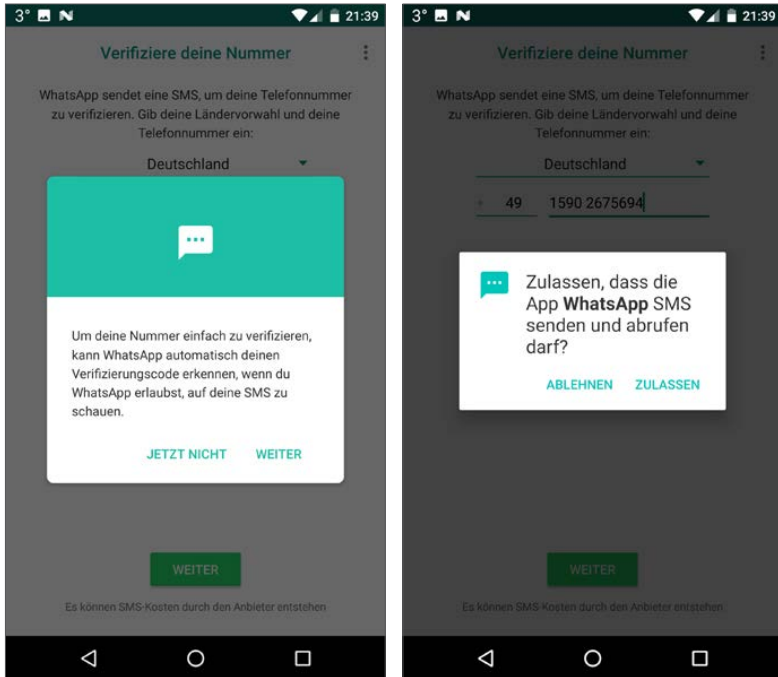 3° N 21:39
Verifiziere deine Nummer
WhatsApp sendet eine SMS, um deine Telefonnummer
zu verifizieren. Gib deine Ländervorwahl und deine
Telefonnummer ein:
Deutschland
Um deine Nummer einfach zu verifizieren,
kann WhatsApp automatisch deinen
Verifizierungscode erkennen, wenn du
WhatsApp erlaubst, auf deine SMS zu
schauen.
JETZT NICHT WEITER
WEITER
Es können SMS-Kosten durch den Anbieter entstehen
3° N 21:39
Verifiziere deine Nummer
WhatsApp sendet eine SMS, um deine Telefonnummer
zu verifizieren. Gib deine Ländervorwahl und deine
Telefonnummer ein:
Deutschland
+ 49 1590 2675694
Zulassen, dass die
App WhatsApp SMS
senden und abrufen
darf?
ABLEHNEN ZULASSEN
WEITER
Es können SMS-Kosten durch den Anbieter entstehen